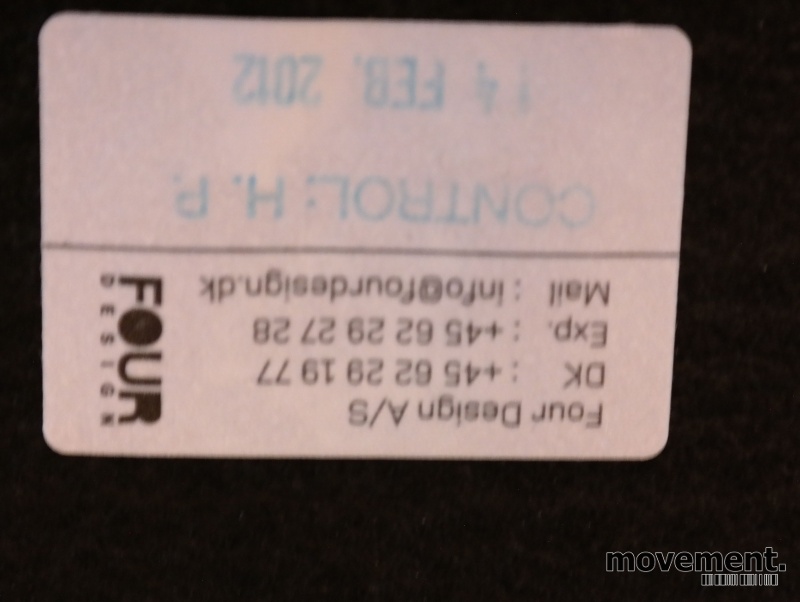 Four Design A/S
DK : +45 62 29 19 77
Exp. : +45 62 29 27 28
Mail : info@fourdesign.dk
FOUR
DESIGN
CONTROL: H. P.
14 FEB. 2012
movement.